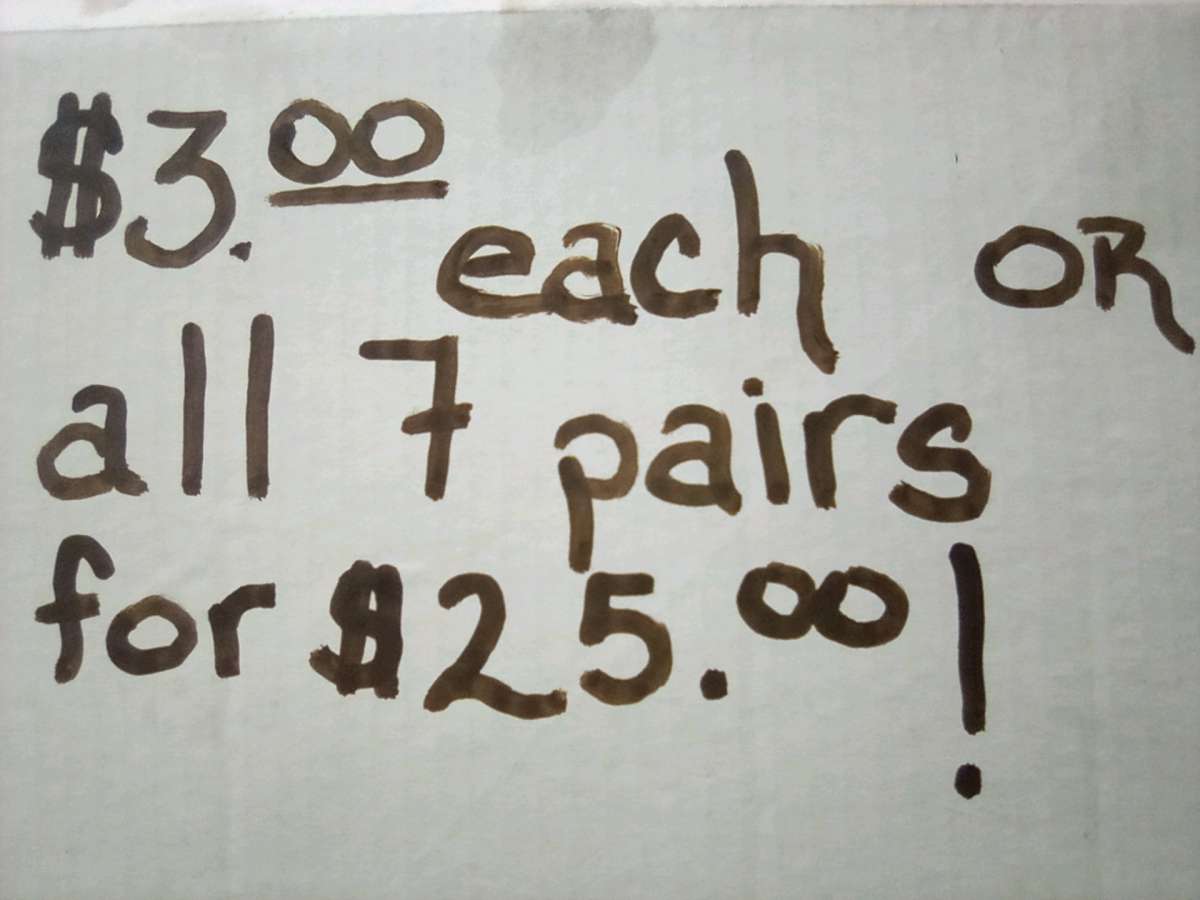 $3.00 each OR
all 7 pairs
for $25.00!